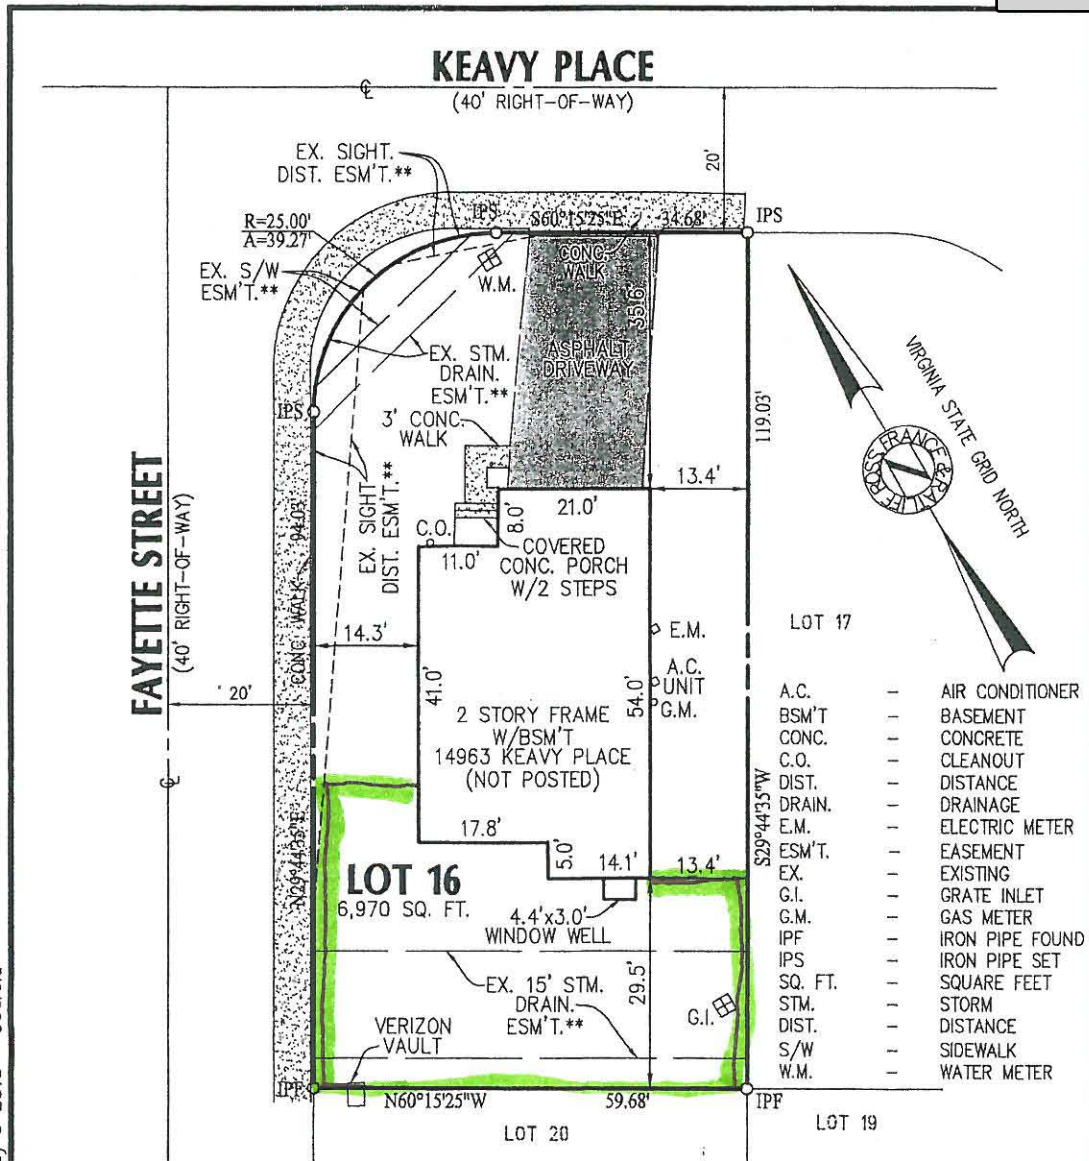 KEAVY PLACE
(40' RIGHT-OF-WAY)
EX. SIGHT.
DIST. ESM'T.**
20'
R=25.00'
A=39.27'
IPS
S60°15'25"E
34.68'
IPS
EX. S/W
ESM'T.**
W.M.
CONC.
WALK
35.6'
ASPHALT
DRIVEWAY
EX. STM.
DRAIN.
ESM'T.**
IPS
3' CONC.
WALK
119.03'
VIRGINIA STATE GRID NORTH
N
FAYETTE STREET
(40' RIGHT-OF-WAY)
CONC. WALK
94.03'
EX. SIGHT
DIST. ESM'T.**
13.4'
21.0'
8.0'
C.O.
11.0'
COVERED
CONC. PORCH
W/2 STEPS
14.3'
E.M.
LOT 17
A.C.
UNIT
G.M.
20'
41.0'
54.0'
2 STORY FRAME
W/BSM'T
14963 KEAVY PLACE
(NOT POSTED)
S29°44'35"W
N29°44'35"E
17.8'
5.0'
14.1'
13.4'
LOT 16
6,970 SQ. FT.
4.4'x3.0'
WINDOW WELL
EX. 15' STM.
DRAIN.
ESM'T.**
29.5'
G.I.
VERIZON
VAULT
IPF
N60°15'25"W
59.68'
IPF
LOT 20
LOT 19
A.C. – AIR CONDITIONER
BSM'T – BASEMENT
CONC. – CONCRETE
C.O. – CLEANOUT
DIST. – DISTANCE
DRAIN. – DRAINAGE
E.M. – ELECTRIC METER
ESM'T. – EASEMENT
EX. – EXISTING
G.I. – GRATE INLET
G.M. – GAS METER
IPF – IRON PIPE FOUND
IPS – IRON PIPE SET
SQ. FT. – SQUARE FEET
STM. – STORM
DIST. – DISTANCE
S/W – SIDEWALK
W.M. – WATER METER